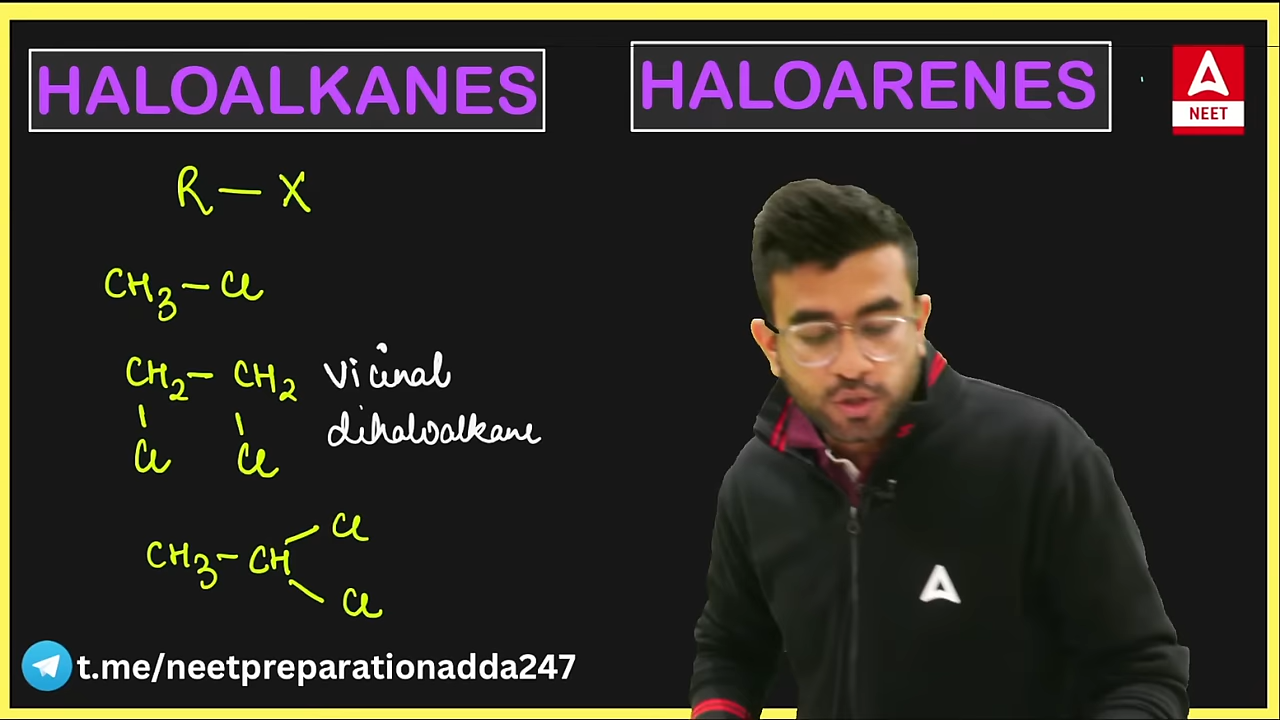 HALOALKANES
HALOARENES
NEET
R — X
CH3 — Cl
CH2 — CH2 Vicinal
dihaloalkane
Cl Cl
Cl
CH3 — CH
Cl
t.me/neetpreparationadda247